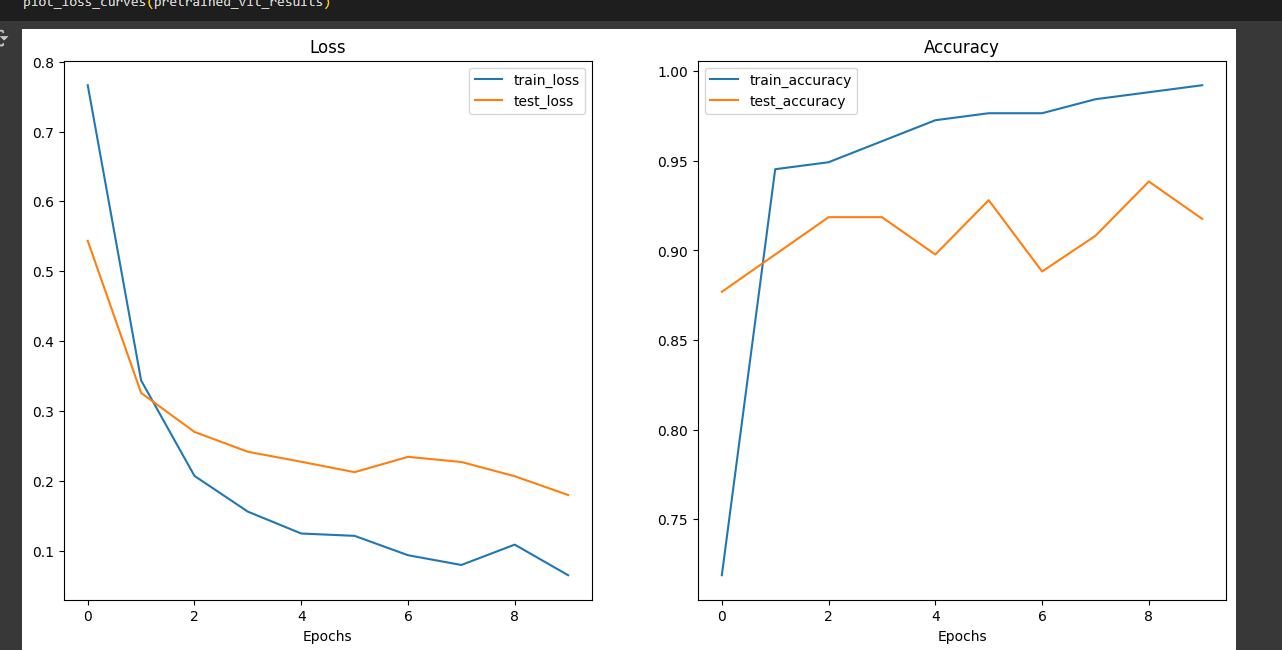 plot_loss_curves(pretrained_vit_results)
Loss
0.8
0.7
0.6
0.5
0.4
0.3
0.2
0.1
train_loss
test_loss
0 2 4 6 8
Epochs
Accuracy
1.00
0.95
0.90
0.85
0.80
0.75
train_accuracy
test_accuracy
0 2 4 6 8
Epochs